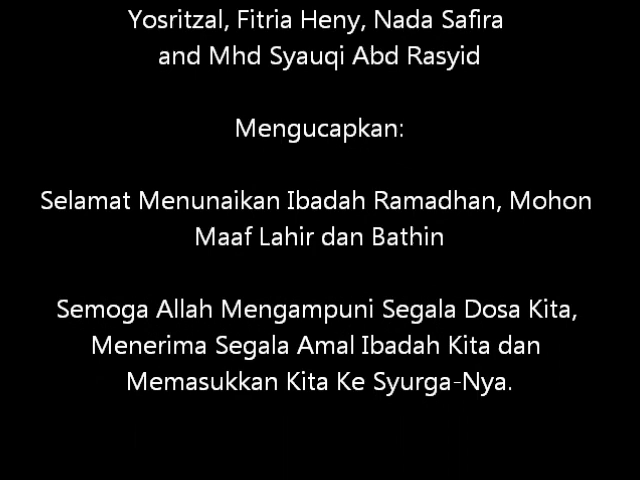 Yosritzal, Fitria Heny, Nada Safira
and Mhd Syauqi Abd Rasyid
Mengucapkan:
Selamat Menunaikan Ibadah Ramadhan, Mohon
Maaf Lahir dan Bathin
Semoga Allah Mengampuni Segala Dosa Kita,
Menerima Segala Amal Ibadah Kita dan
Memasukkan Kita Ke Syurga-Nya.